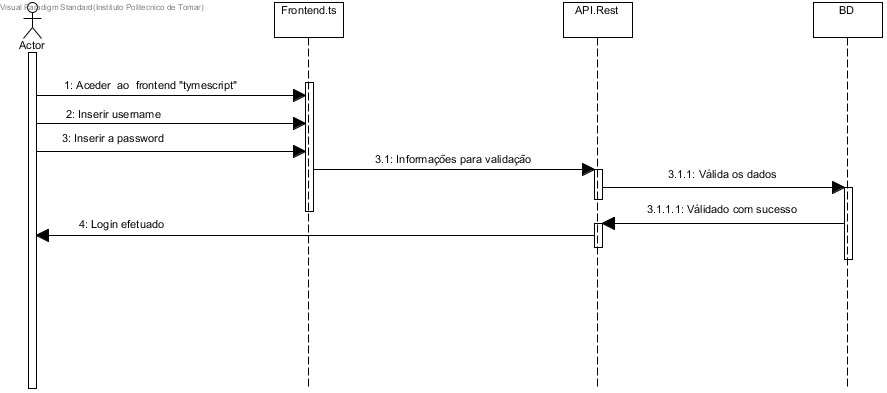 Visual Paradigm Standard(Instituto Politecnico de Tomar)
Frontend.ts
API.Rest
BD
Actor
1: Aceder ao frontend "tymescript"
2: Inserir username
3: Inserir a password
3.1: Informações para validação
3.1.1: Válida os dados
3.1.1.1: Válidado com sucesso
4: Login efetuado